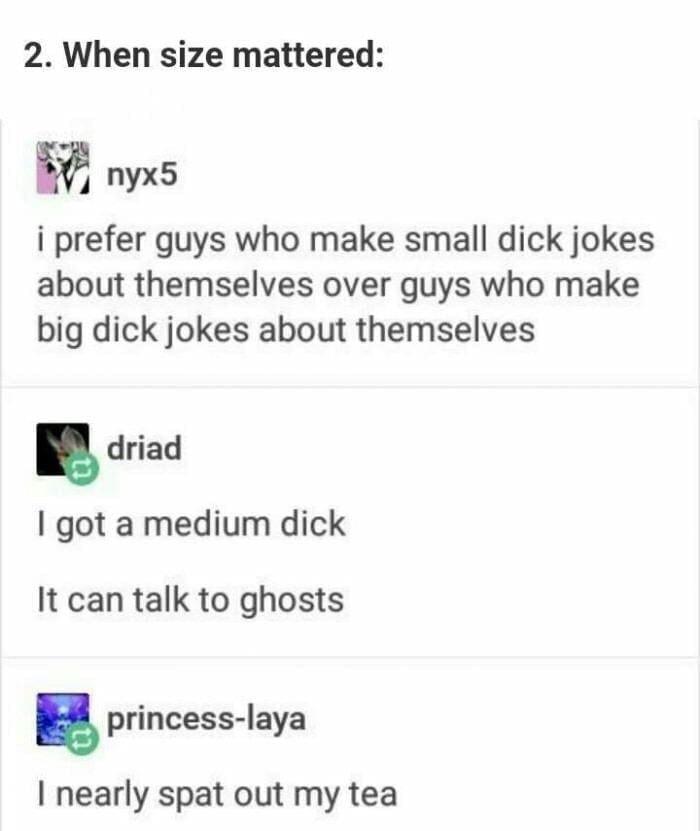 2. When size mattered:
nyx5
i prefer guys who make small dick jokes
about themselves over guys who make
big dick jokes about themselves
driad
I got a medium dick
It can talk to ghosts
princess-laya
I nearly spat out my tea